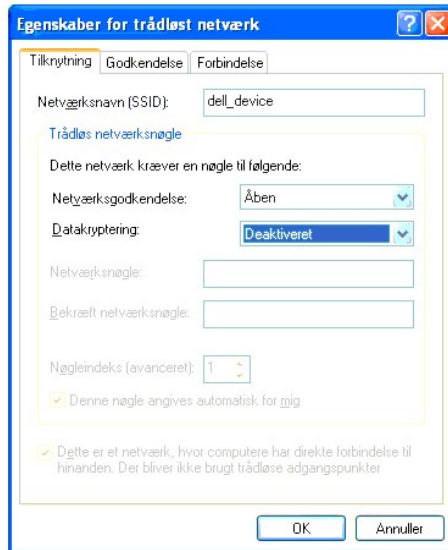 Egenskaber for trådløst netværk
Tilknytning Godkendelse Forbindelse
Netværksnavn (SSID): dell_device
Trådløs netværksnøgle
Dette netværk kræver en nøgle til følgende:
Netværksgodkendelse: Åben
Datakryptering: Deaktiveret
Netværksnøgle:
Bekræft netværksnøgle:
Nøgleindeks (avanceret): 1
Denne nøgle angives automatisk for mig
Dette er et netværk, hvor computere har direkte forbindelse til
hinanden. Der bliver ikke brugt trådløse adgangspunkter
OK Annuller